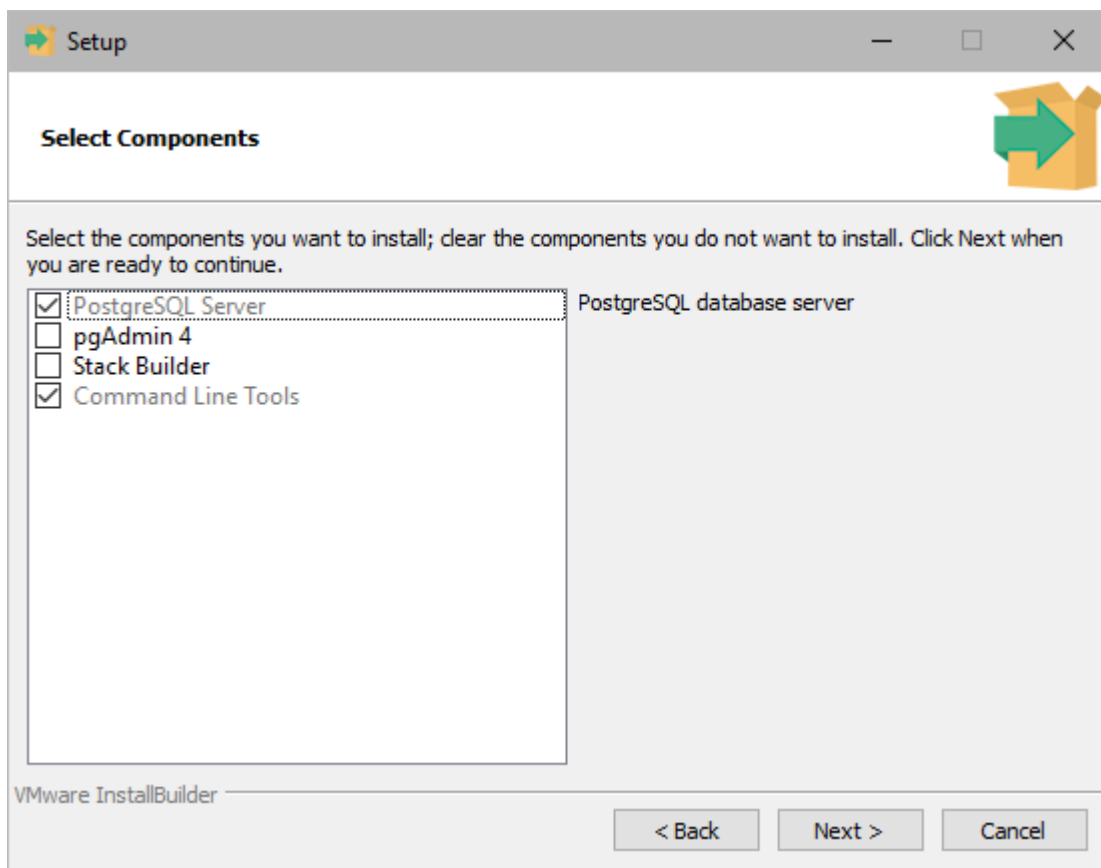 Setup
Select Components
Select the components you want to install; clear the components you do not want to install. Click Next when
you are ready to continue.
PostgreSQL Server
pgAdmin 4
Stack Builder
Command Line Tools
PostgreSQL database server
VMware InstallBuilder
< Back
Next >
Cancel